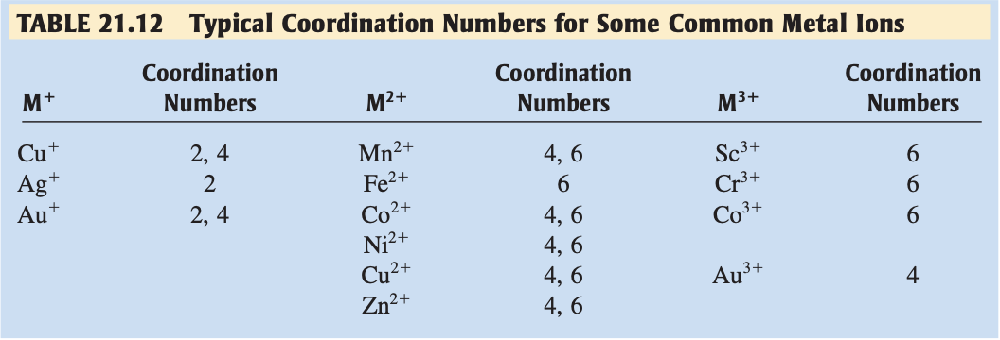 TABLE 21.12 Typical Coordination Numbers for Some Common Metal Ions
Coordination Coordination Coordination
M⁺ Numbers M²⁺ Numbers M³⁺ Numbers
Cu⁺ 2, 4 Mn²⁺ 4, 6 Sc³⁺ 6
Ag⁺ 2 Fe²⁺ 6 Cr³⁺ 6
Au⁺ 2, 4 Co²⁺ 4, 6 Co³⁺ 6
Ni²⁺ 4, 6
Cu²⁺ 4, 6 Au³⁺ 4
Zn²⁺ 4, 6